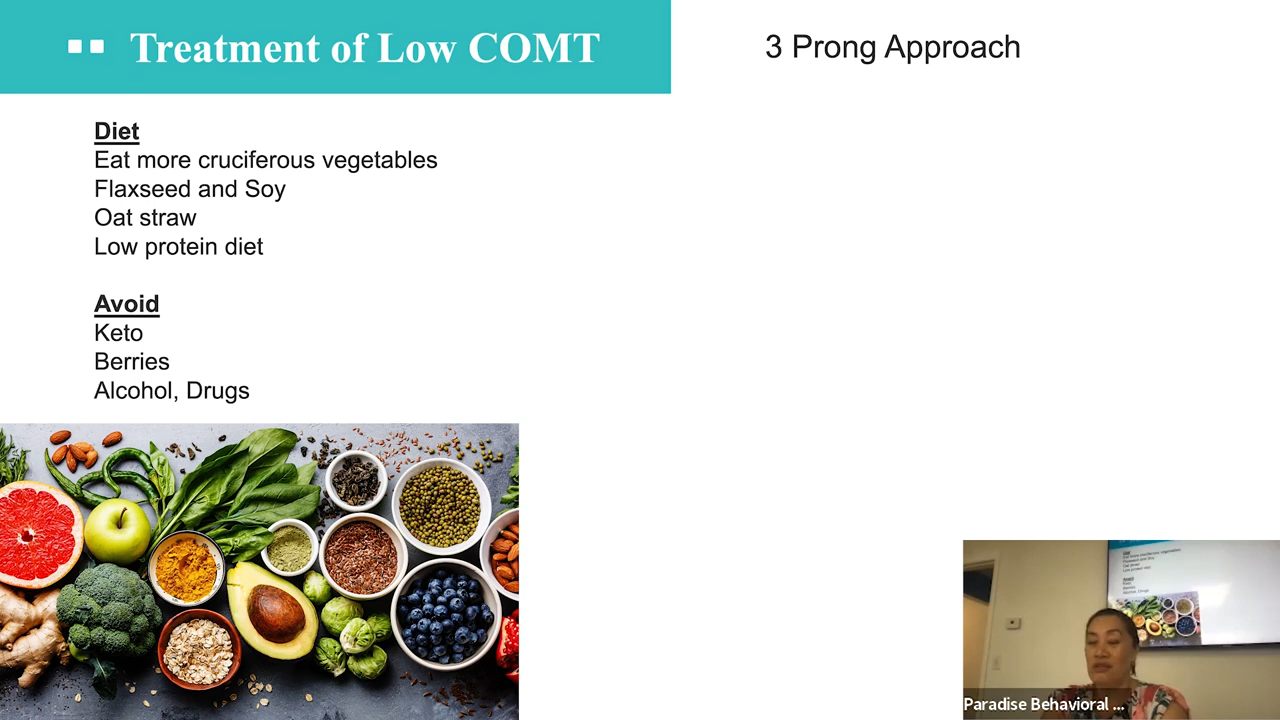 Treatment of Low COMT
3 Prong Approach
Diet
Eat more cruciferous vegetables
Flaxseed and Soy
Oat straw
Low protein diet
Avoid
Keto
Berries
Alcohol, Drugs
Paradise Behavioral ...